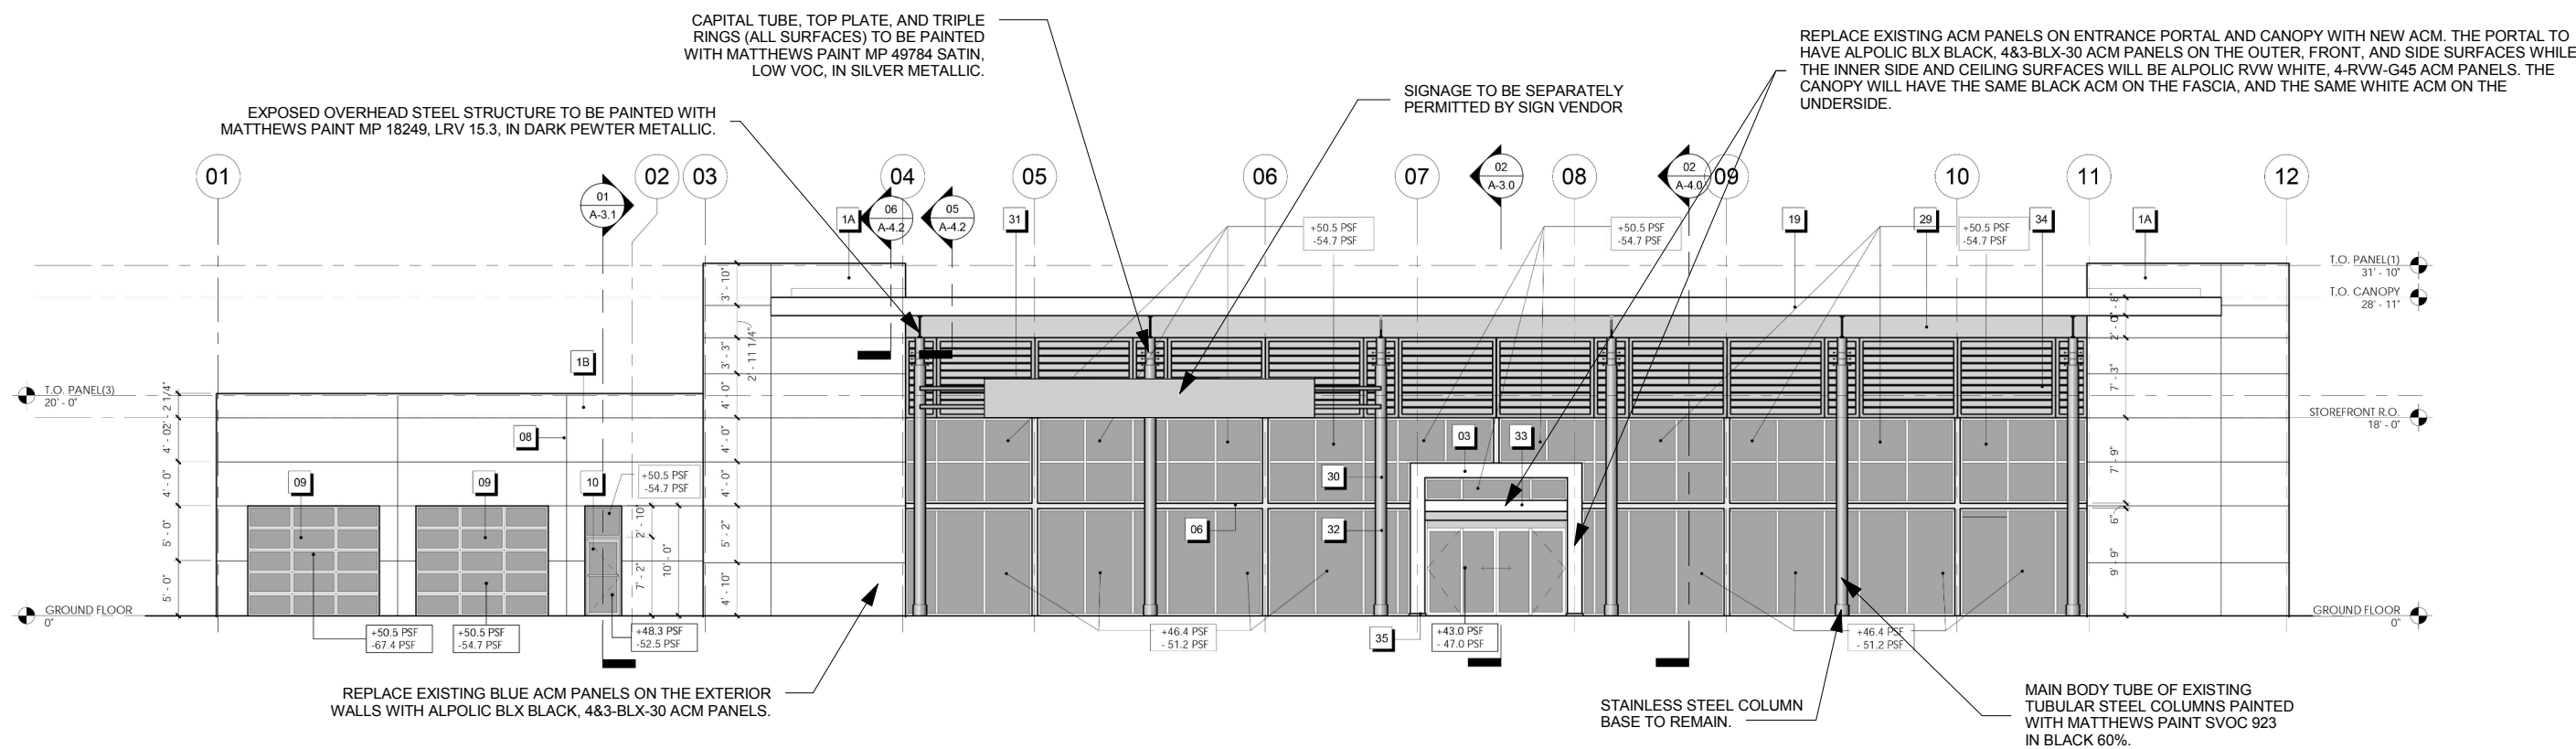 CAPITAL TUBE, TOP PLATE, AND TRIPLE
RINGS (ALL SURFACES) TO BE PAINTED
WITH MATTHEWS PAINT MP 49784 SATIN,
LOW VOC, IN SILVER METALLIC.
REPLACE EXISTING ACM PANELS ON ENTRANCE PORTAL AND CANOPY WITH NEW ACM. THE PORTAL TO
HAVE ALPOLIC BLX BLACK, 4&3-BLX-30 ACM PANELS ON THE OUTER, FRONT, AND SIDE SURFACES WHILE
THE INNER SIDE AND CEILING SURFACES WILL BE ALPOLIC RVW WHITE, 4-RVW-G45 ACM PANELS. THE
CANOPY WILL HAVE THE SAME BLACK ACM ON THE FASCIA, AND THE SAME WHITE ACM ON THE
UNDERSIDE.
SIGNAGE TO BE SEPARATELY
PERMITTED BY SIGN VENDOR
EXPOSED OVERHEAD STEEL STRUCTURE TO BE PAINTED WITH
MATTHEWS PAINT MP 18249, LRV 15.3, IN DARK PEWTER METALLIC.
01
02
03
04
05
06
07
08
09
10
11
12
01
A-3.1
06
A-4.2
05
A-4.2
02
A-3.0
02
A-4.0
1A
31
19
29
34
1A
+50.5 PSF
-54.7 PSF
+50.5 PSF
-54.7 PSF
+50.5 PSF
-54.7 PSF
T.O. PANEL(1)
31' - 10"
T.O. CANOPY
28' - 11"
STOREFRONT R.O.
18' - 0"
GROUND FLOOR
0"
T.O. PANEL(3)
20' - 0"
GROUND FLOOR
0"
2 1/4"
4' - 0"
4' - 0"
5' - 0"
5' - 0"
1B
08
09
09
10
+50.5 PSF
-54.7 PSF
2' - 10"
7' - 2"
10' - 0"
3' - 10"
2' - 11 1/4"
3' - 3"
4' - 0"
4' - 0"
4' - 0"
5' - 2"
4' - 10"
03
33
30
32
06
35
2' - 0"
7' - 3"
7' - 9"
6"
9' - 9"
+50.5 PSF
-67.4 PSF
+50.5 PSF
-54.7 PSF
+48.3 PSF
-52.5 PSF
+46.4 PSF
- 51.2 PSF
+43.0 PSF
- 47.0 PSF
+46.4 PSF
- 51.2 PSF
REPLACE EXISTING BLUE ACM PANELS ON THE EXTERIOR
WALLS WITH ALPOLIC BLX BLACK, 4&3-BLX-30 ACM PANELS.
STAINLESS STEEL COLUMN
BASE TO REMAIN.
MAIN BODY TUBE OF EXISTING
TUBULAR STEEL COLUMNS PAINTED
WITH MATTHEWS PAINT SVOC 923
IN BLACK 60%.